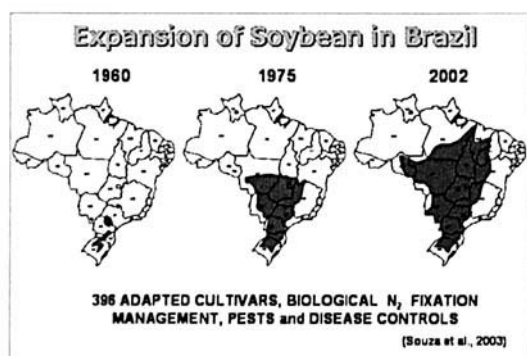 Expansion of Soybean in Brazil
1960 1975 2002
396 ADAPTED CULTIVARS, BIOLOGICAL N₂ FIXATION
MANAGEMENT, PESTS and DISEASE CONTROLS
(Souza et al., 2003)